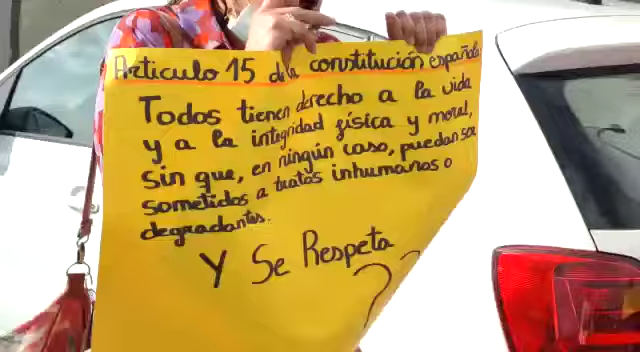 Articulo 15 de la constitución española
Todos tienen derecho a la vida
y a la integridad física y moral,
sin que, en ningún caso, puedan ser
sometidos a tratos inhumanos o
degradantes.
Y Se Respeta
?